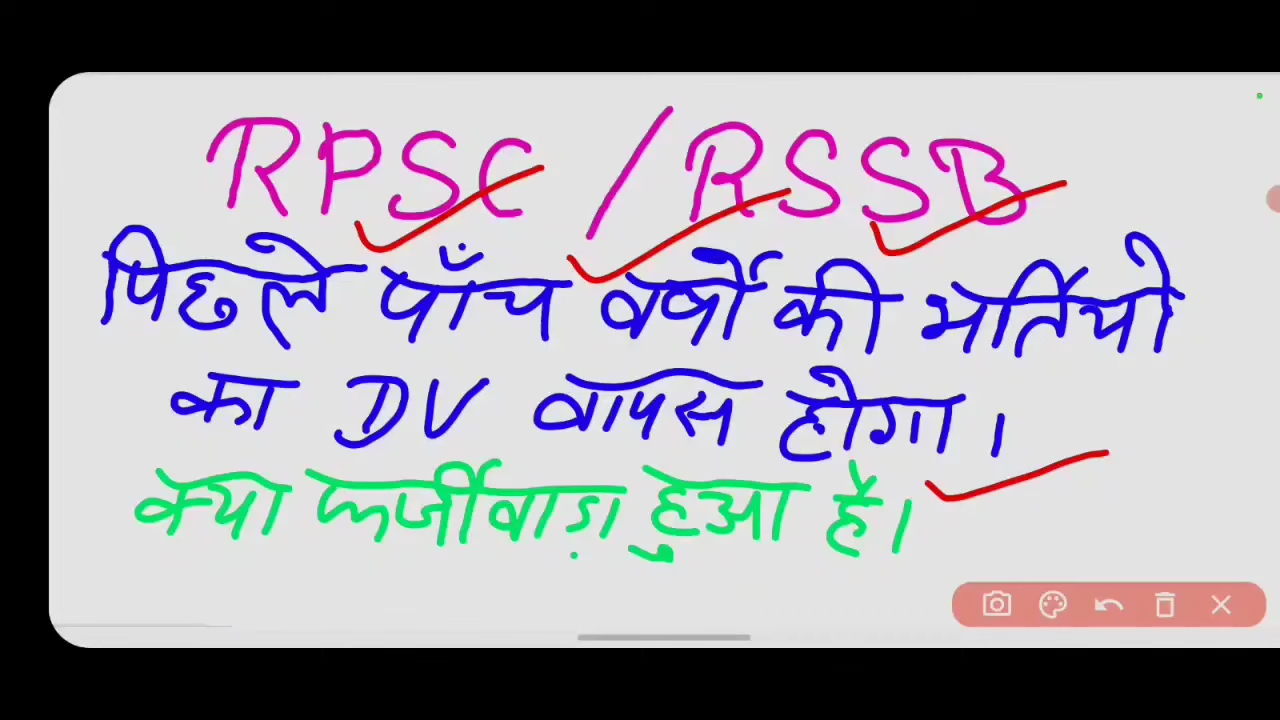 RPSC / RSSB
पिछले पाँच वर्षों की भर्तियो
का DV वापस होगा।
क्या फर्जीवाड़ा हुआ है।